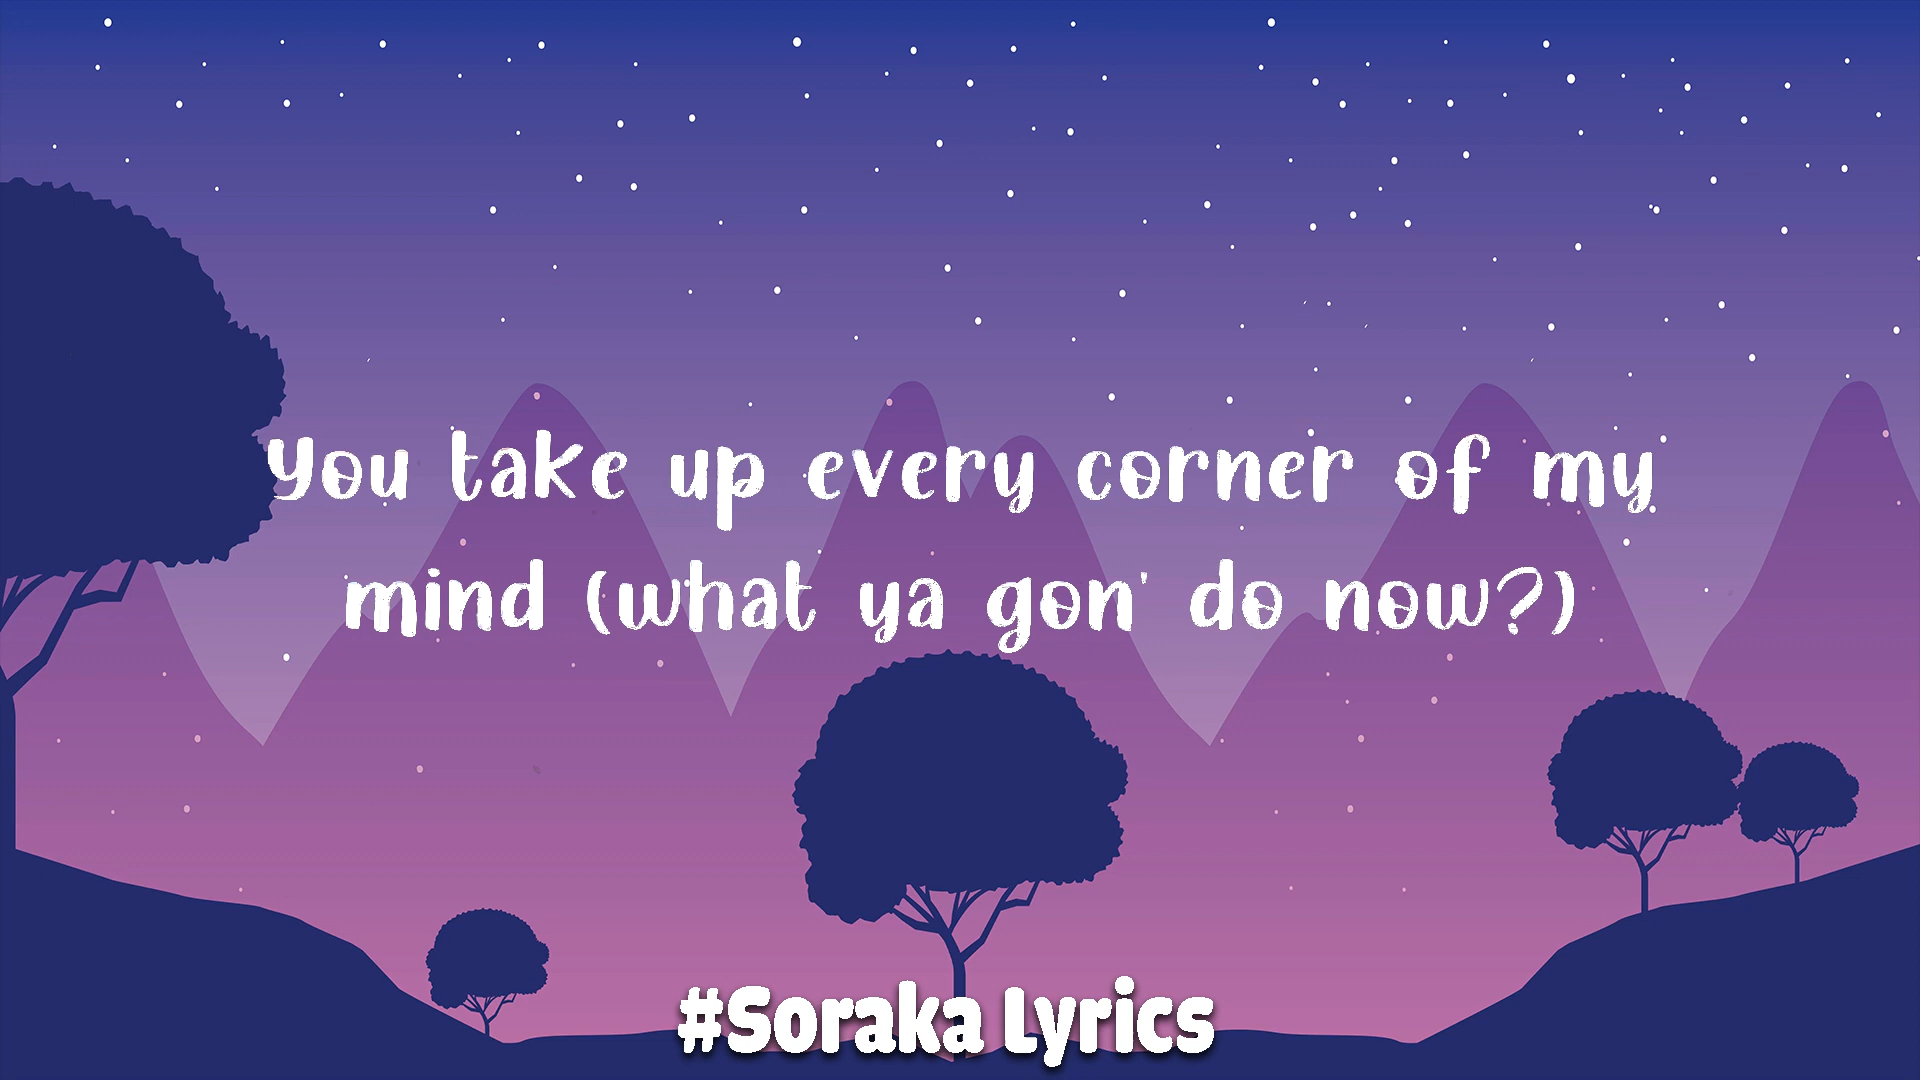 You take up every corner of my
mind (what ya gon' do now?)
#Soraka Lyrics